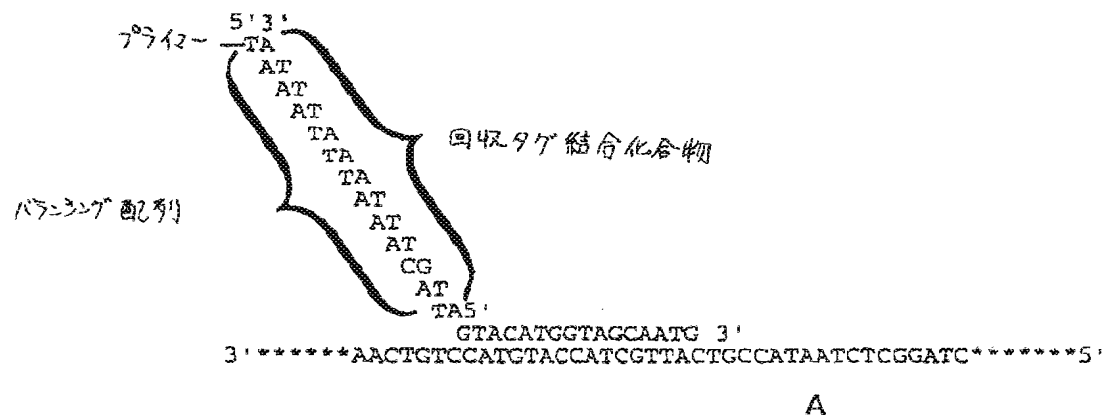 5'3'
プライマー TA
AT
AT
AT
TA
TA
TA
AT
AT
AT
CG
AT
TA5'
回収タグ結合化合物
バランシング配列
GTACATGGTAGCAATG 3'
3'******AACTGTCCATGTACCATCGTTACTGCCATAATCTCGGATC*******5'
A